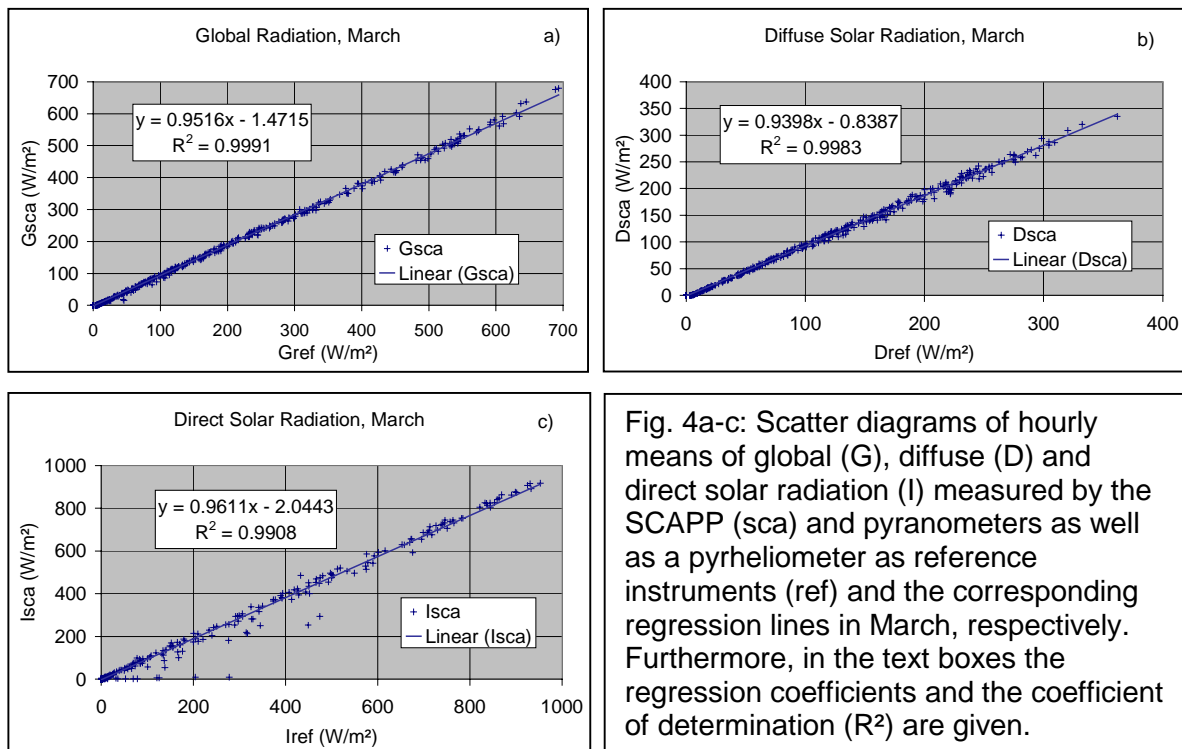 Global Radiation, March
a)
700
600
500
400
300
200
100
0
y = 0.9516x - 1.4715
R² = 0.9991
Gsca (W/m²)
Gsca
Linear (Gsca)
0 100 200 300 400 500 600 700
Gref (W/m²)
Diffuse Solar Radiation, March
b)
400
350
300
250
200
150
100
50
0
y = 0.9398x - 0.8387
R² = 0.9983
Dsca (W/m²)
Dsca
Linear (Dsca)
0 100 200 300 400
Dref (W/m²)
Direct Solar Radiation, March
c)
1000
800
600
400
200
0
y = 0.9611x - 2.0443
R² = 0.9908
Isca (W/m²)
Isca
Linear (Isca)
0 200 400 600 800 1000
Iref (W/m²)
Fig. 4a-c: Scatter diagrams of hourly
means of global (G), diffuse (D) and
direct solar radiation (I) measured by the
SCAPP (sca) and pyranometers as well
as a pyrheliometer as reference
instruments (ref) and the corresponding
regression lines in March, respectively.
Furthermore, in the text boxes the
regression coefficients and the coefficient
of determination (R²) are given.